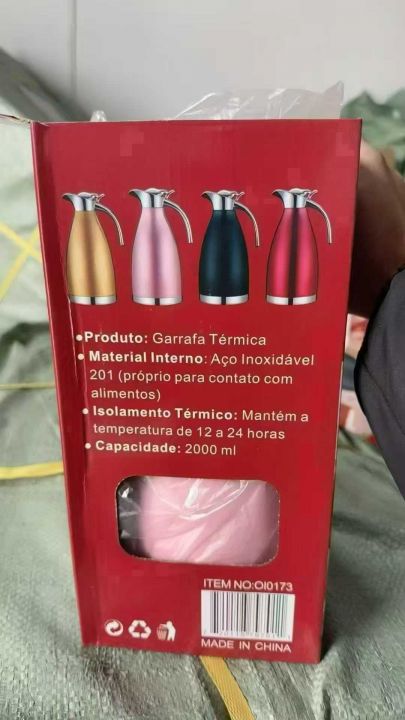 •Produto: Garrafa Térmica
• Material Interno: Aço Inoxidável
201 (próprio para contato com
alimentos)
• Isolamento Térmico: Mantém a
temperatura de 12 a 24 horas
• Capacidade: 2000 ml
ITEM NO:OI0173
MADE IN CHINA